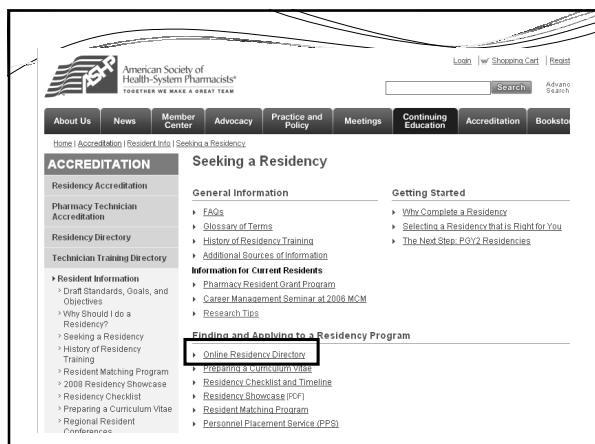 Login | Shopping Cart | Regist
ASHP
American Society of
Health-System Pharmacists*
TOGETHER WE MAKE A GREAT TEAM
Search
Advanc
Search
About Us News Member Center Advocacy Practice and Policy Meetings Continuing Education Accreditation Booksto
Home | Accreditation | Resident Info | Seeking a Residency
ACCREDITATION
Residency Accreditation
Pharmacy Technician
Accreditation
Residency Directory
Technician Training Directory
Resident Information
Draft Standards, Goals, and
Objectives
Why Should I do a
Residency?
Seeking a Residency
History of Residency
Training
Resident Matching Program
2008 Residency Showcase
Residency Checklist
Preparing a Curriculum Vitae
Regional Resident
Conferences
Seeking a Residency
General Information
FAQs
Glossary of Terms
History of Residency Training
Additional Sources of Information
Information for Current Residents
Pharmacy Resident Grant Program
Career Management Seminar at 2006 MCM
Research Tips
Getting Started
Why Complete a Residency
Selecting a Residency that is Right for You
The Next Step: PGY2 Residencies
Finding and Applying to a Residency Program
Online Residency Directory
Preparing a Curriculum Vitae
Residency Checklist and Timeline
Residency Showcase [PDF]
Resident Matching Program
Personnel Placement Service (PPS)